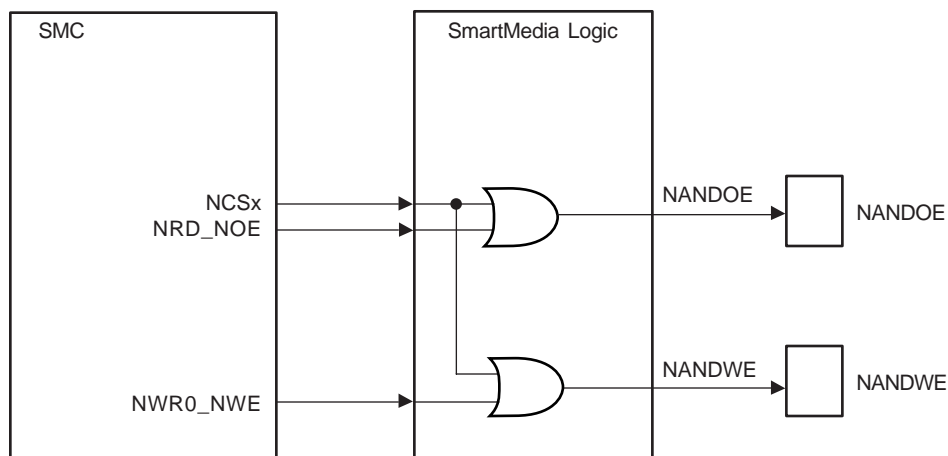 SMC
SmartMedia Logic
NCSx
NRD_NOE
NANDOE
NANDOE
NANDWE
NANDWE
NWR0_NWE